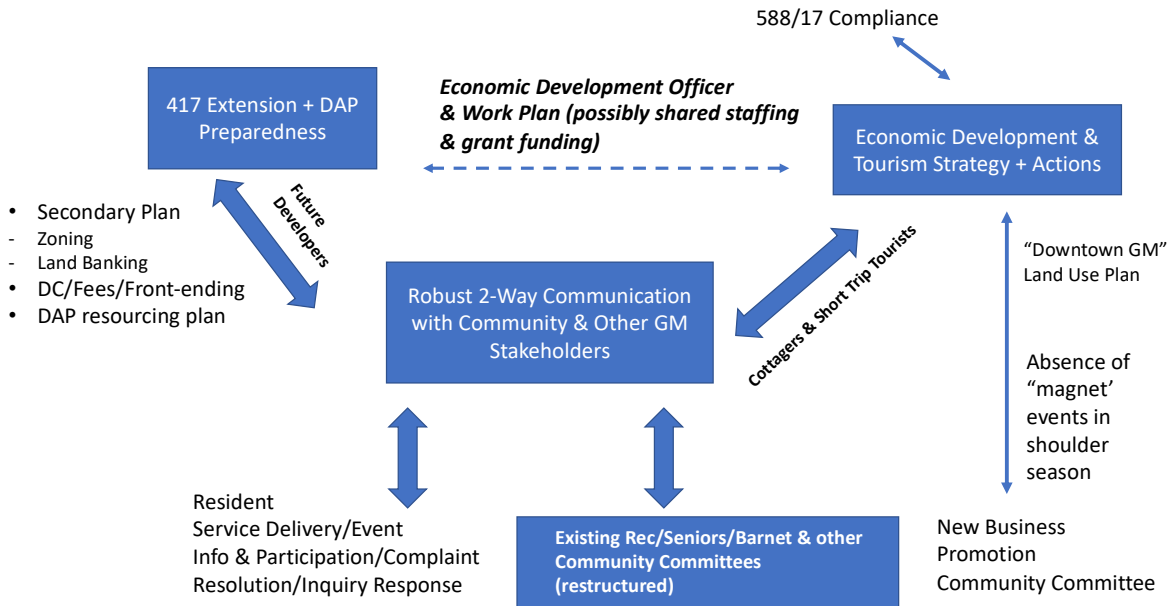 588/17 Compliance
417 Extension + DAP
Preparedness
Economic Development Officer
& Work Plan (possibly shared staffing
& grant funding)
Economic Development &
Tourism Strategy + Actions
• Secondary Plan
- Zoning
- Land Banking
• DC/Fees/Front-ending
• DAP resourcing plan
Future
Developers
Robust 2-Way Communication
with Community & Other GM
Stakeholders
Cottagers & Short Trip Tourists
“Downtown GM”
Land Use Plan
Absence of
“magnet’
events in
shoulder
season
Resident
Service Delivery/Event
Info & Participation/Complaint
Resolution/Inquiry Response
Existing Rec/Seniors/Barnet & other
Community Committees
(restructured)
New Business
Promotion
Community Committee